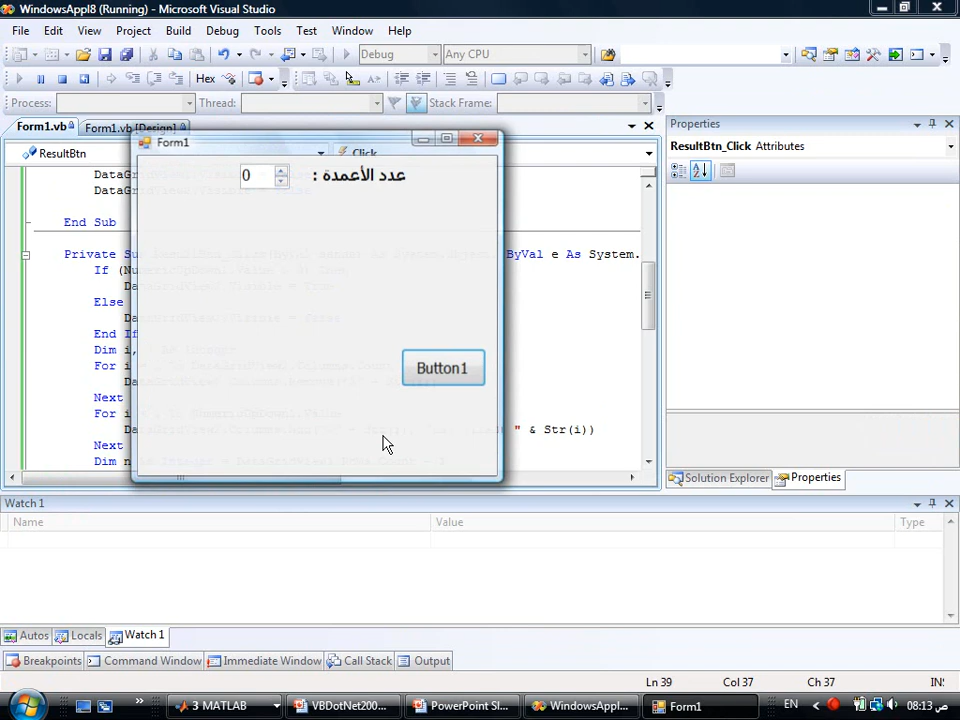 WindowsAppl8 (Running) - Microsoft Visual Studio
File Edit View Project Build Debug Tools Test Window Help
Debug Any CPU
Hex
Process: Thread: Stack Frame:
Form1.vb Form1.vb [Design]
Properties
Form1
ResultBtn Click
ResultBtn_Click Attributes
0 عدد الأعمدة :
End Sub
Private Sub ByVal e As System.
If
Else
End If
Dim i,
For i
Button1
Next
For i
" & Str(i))
Next
Dim
Solution Explorer Properties
Watch 1
Name Value Type
Autos Locals Watch 1
Breakpoints Command Window Immediate Window Call Stack Output
Ln 39 Col 37 Ch 37 INS
3 MATLAB VBDotNet200... PowerPoint Sl... WindowsAppl... Form1 EN 08:13 ص